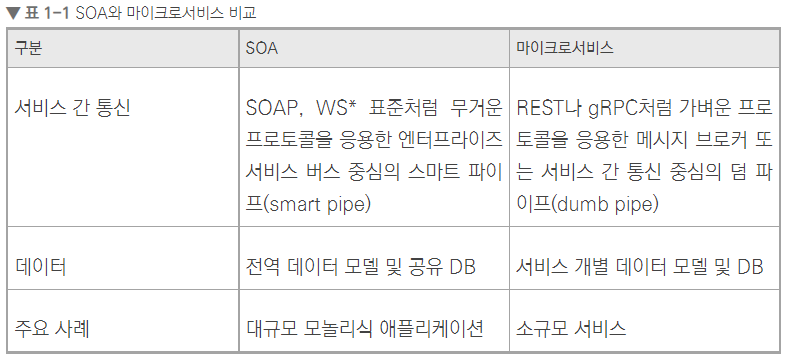 ▼ 표 1-1 SOA와 마이크로서비스 비교
구분
SOA
마이크로서비스
서비스 간 통신
SOAP, WS* 표준처럼 무거운
프로토콜을 응용한 엔터프라이즈
서비스 버스 중심의 스마트 파이
프(smart pipe)
REST나 gRPC처럼 가벼운 프로
토콜을 응용한 메시지 브로커 또
는 서비스 간 통신 중심의 덤 파
이프(dumb pipe)
데이터
전역 데이터 모델 및 공유 DB
서비스 개별 데이터 모델 및 DB
주요 사례
대규모 모놀리식 애플리케이션
소규모 서비스